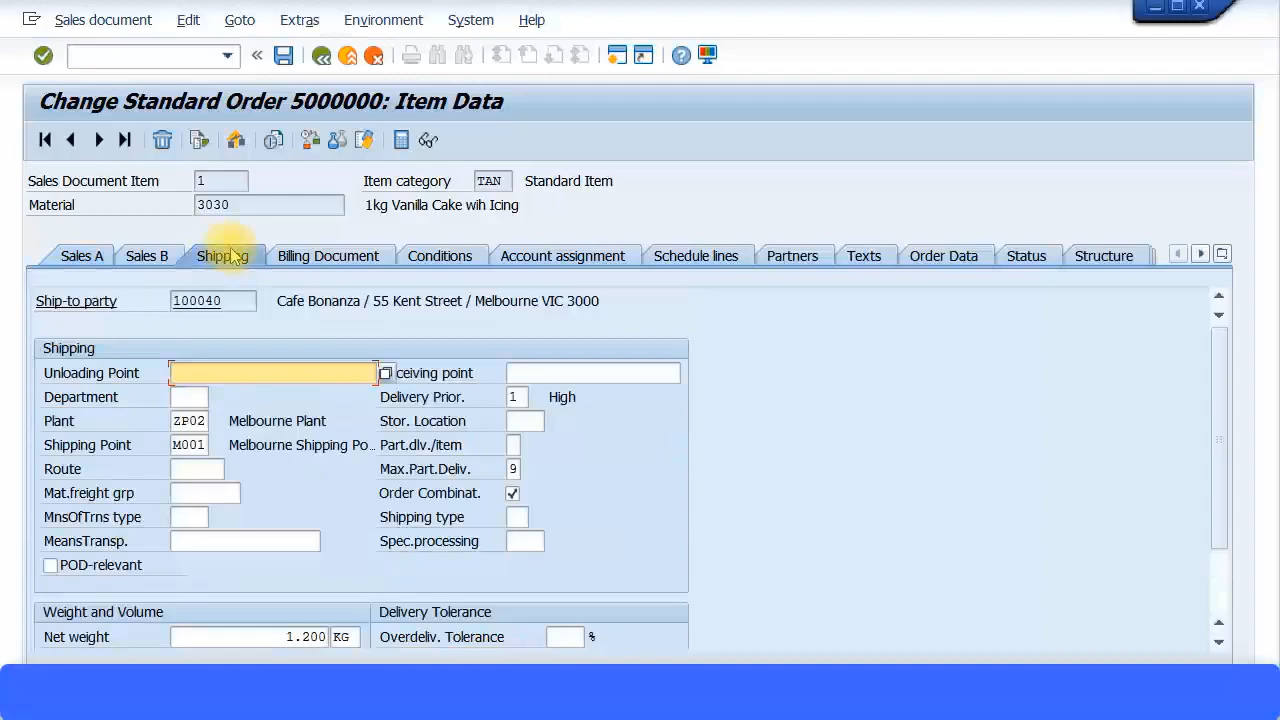 Sales document Edit Goto Extras Environment System Help
Change Standard Order 5000000: Item Data
Sales Document Item 1 Item category TAN Standard Item
Material 3030 1kg Vanilla Cake wih Icing
Sales A Sales B Shipping Billing Document Conditions Account assignment Schedule lines Partners Texts Order Data Status Structure
Ship-to party 100040 Cafe Bonanza / 55 Kent Street / Melbourne VIC 3000
Shipping
Unloading Point ceiving point
Department Delivery Prior. 1 High
Plant ZP02 Melbourne Plant Stor. Location
Shipping Point M001 Melbourne Shipping Po... Part.dlv./item
Route Max.Part.Deliv. 9
Mat.freight grp Order Combinat.
MnsOfTrns type Shipping type
MeansTransp. Spec.processing
POD-relevant
Weight and Volume Delivery Tolerance
Net weight 1.200 KG Overdeliv. Tolerance %